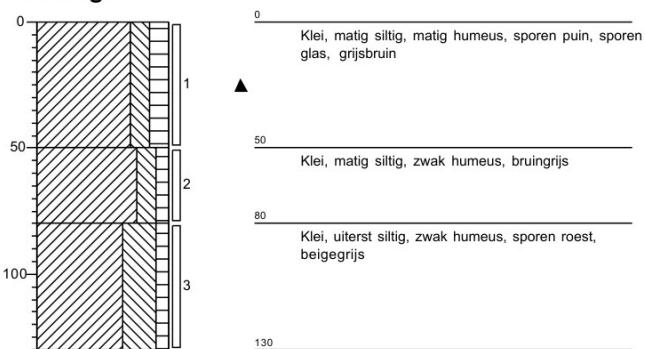 0
0
Klei, matig siltig, matig humeus, sporen puin, sporen
glas, grijsbruin
1
50
50
Klei, matig siltig, zwak humeus, bruingrijs
2
80
Klei, uiterst siltig, zwak humeus, sporen roest,
beigegrijs
100
3
130